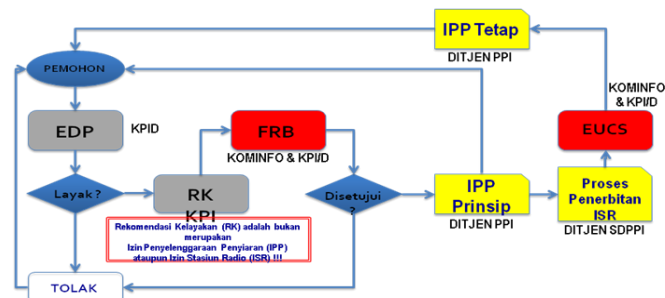 IPP Tetap
DITJEN PPI
PEMOHON
KOMINFO
& KPI/D
EDP
KPID
FRB
KOMINFO & KPI/D
EUCS
Layak?
RK
KPI
Disetujui
?
IPP
Prinsip
DITJEN PPI
Proses
Penerbitan
ISR
DITJEN SDPPI
Rekomendasi Kelayakan (RK) adalah bukan
merupakan
Izin Penyelenggaraan Penyiaran (IPP)
ataupun Izin Stasiun Radio (ISR) !!!
TOLAK